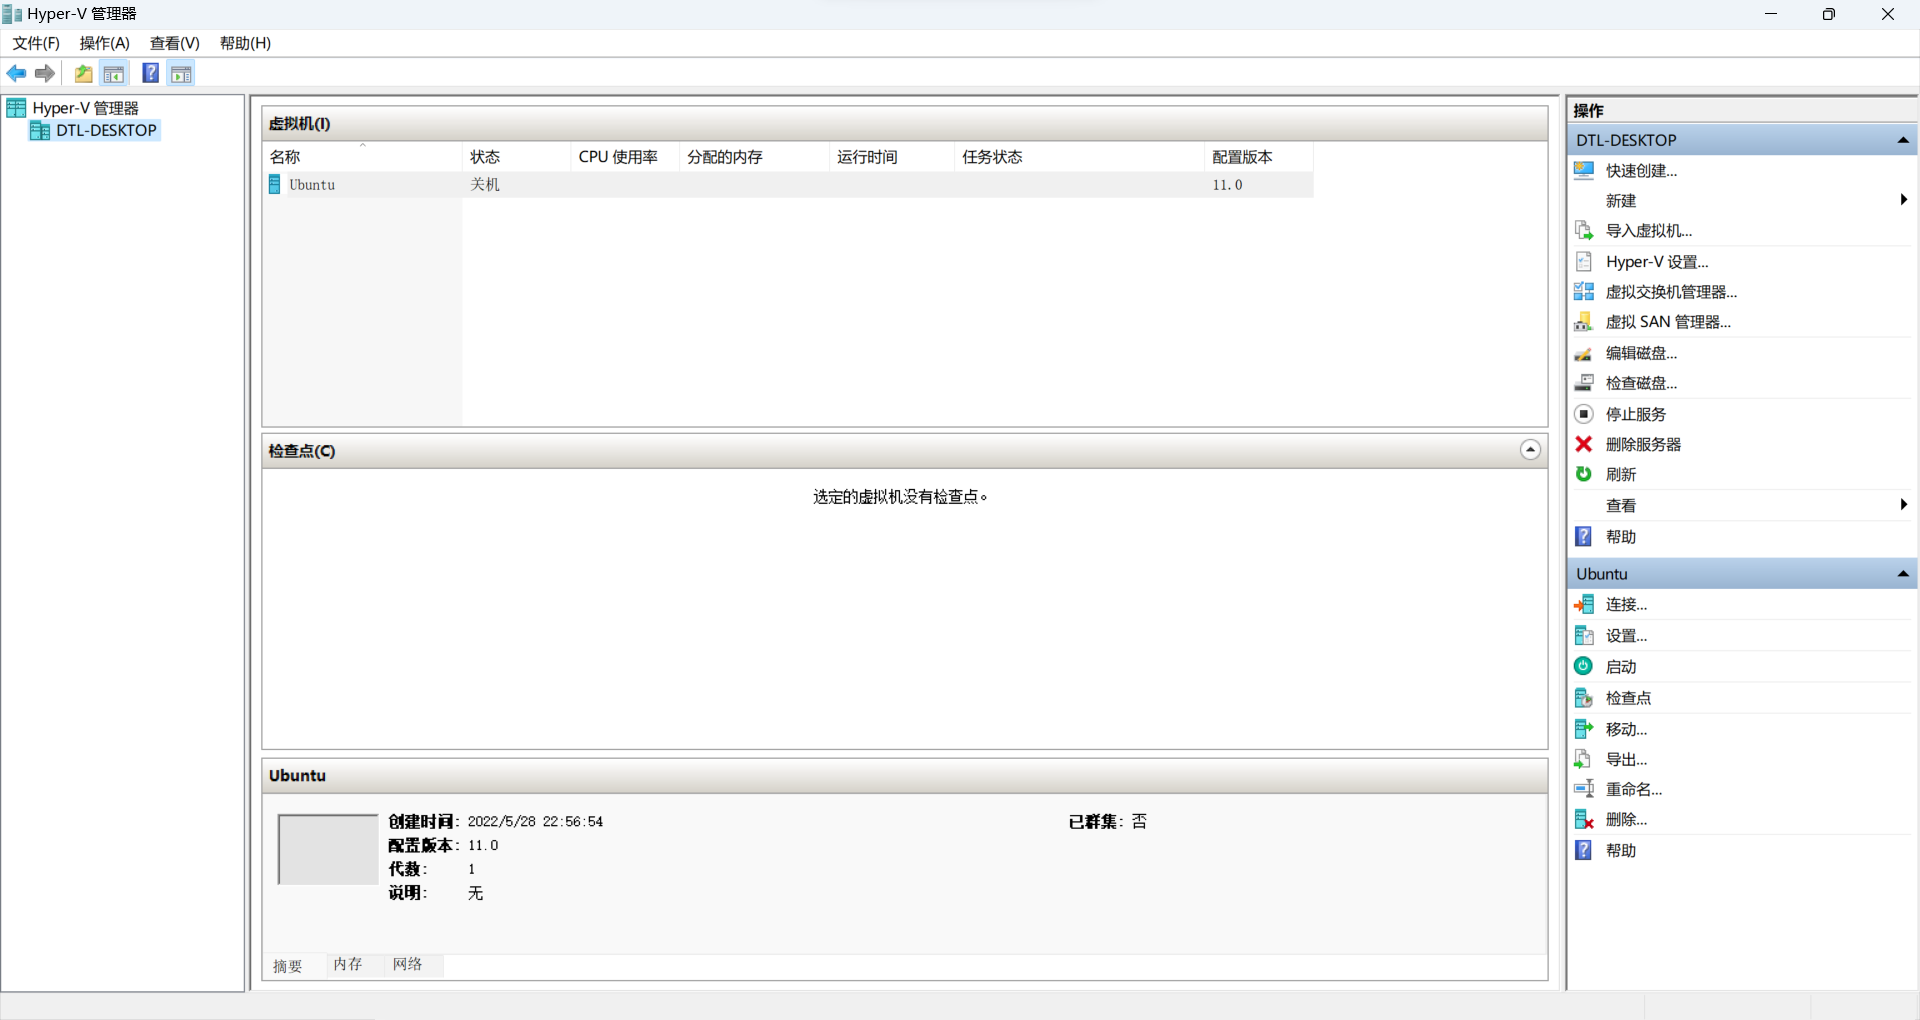 Hyper-V 管理器
文件(F) 操作(A) 查看(V) 帮助(H)
Hyper-V 管理器
DTL-DESKTOP
虚拟机(I)
名称 状态 CPU 使用率 分配的内存 运行时间 任务状态 配置版本
Ubuntu 关机 11.0
检查点(C)
选定的虚拟机没有检查点。
Ubuntu
创建时间: 2022/5/28 22:56:54 已群集: 否
配置版本: 11.0
代数: 1
说明: 无
摘要 内存 网络
操作
DTL-DESKTOP
快速创建...
新建
导入虚拟机...
Hyper-V 设置...
虚拟交换机管理器...
虚拟 SAN 管理器...
编辑磁盘...
检查磁盘...
停止服务
删除服务器
刷新
查看
帮助
Ubuntu
连接...
设置...
启动
检查点
移动...
导出...
重命名...
删除...
帮助